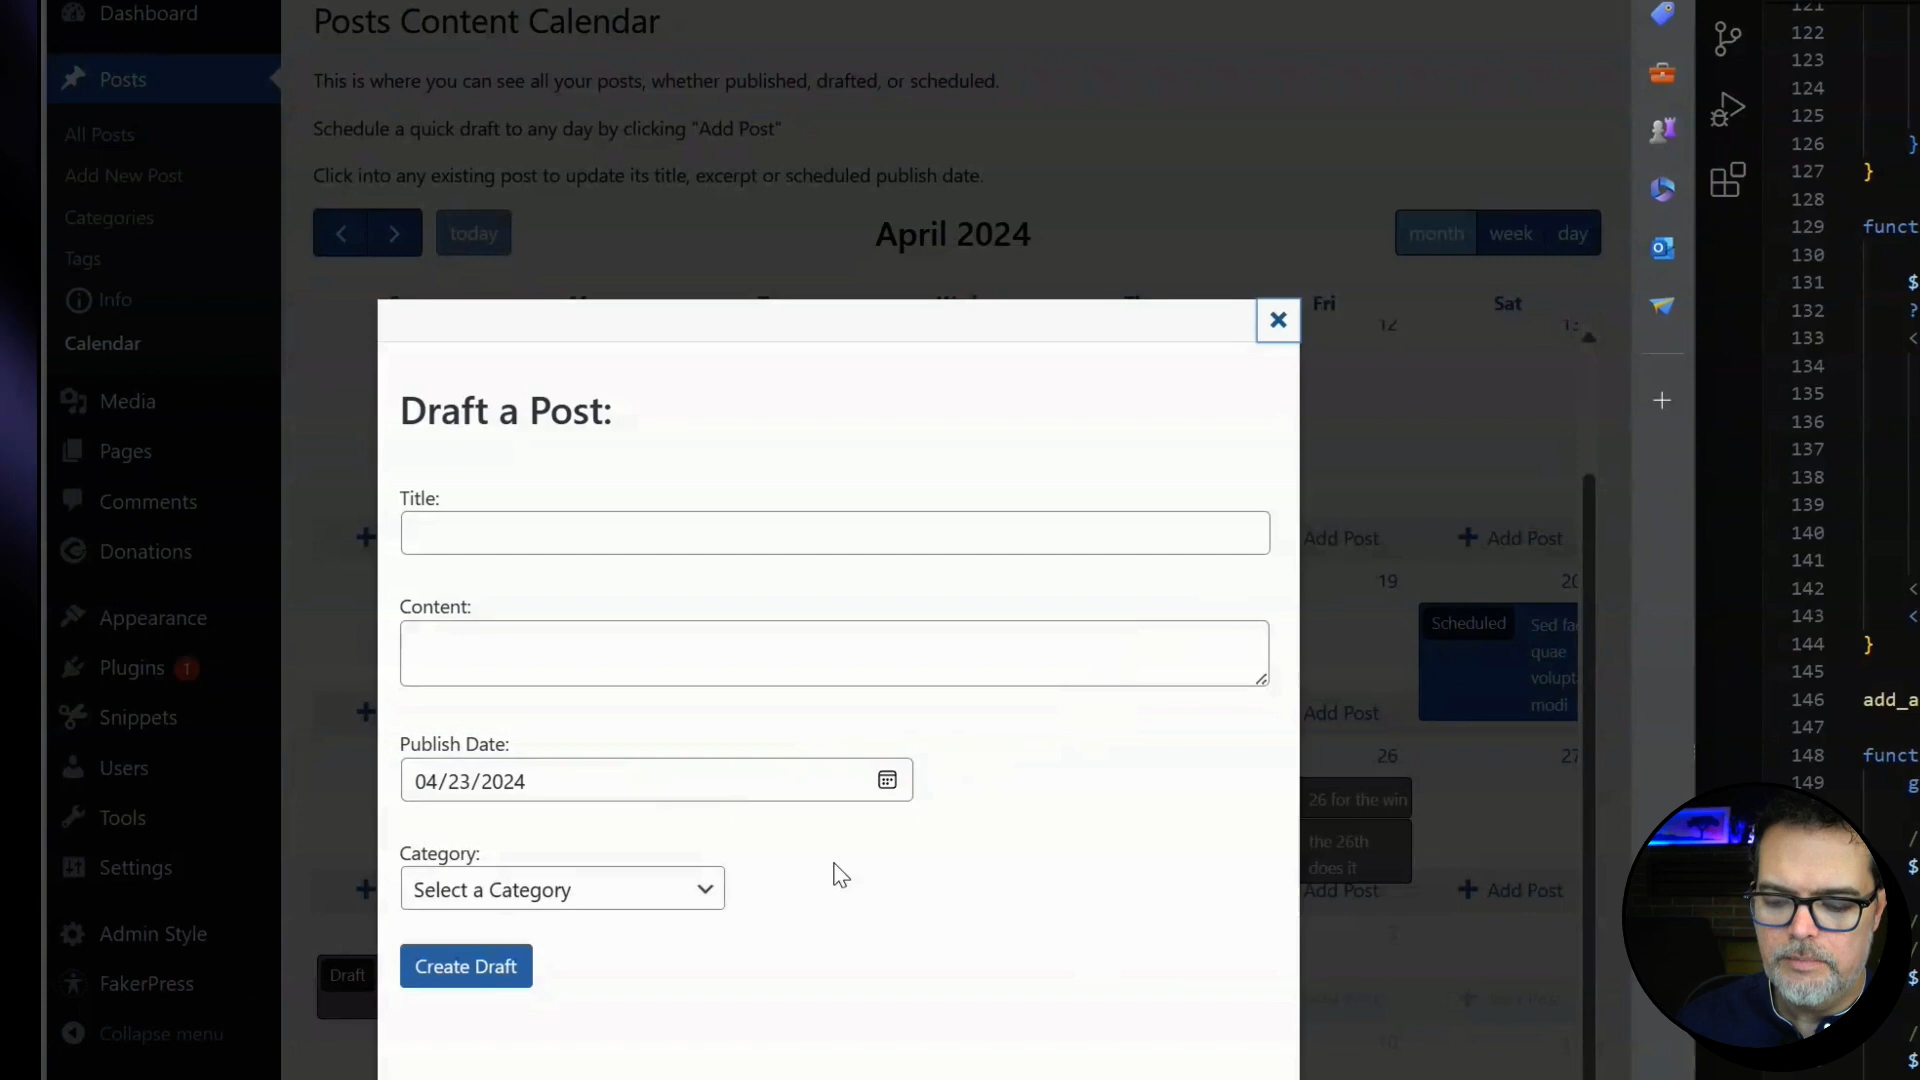 Dashboard
Posts
All Posts
Add New Post
Categories
Tags
Info
Calendar
Media
Pages
Comments
Donations
Appearance
Plugins 1
Snippets
Users
Tools
Settings
Admin Style
FakerPress
Collapse menu
Posts Content Calendar
This is where you can see all your posts, whether published, drafted, or scheduled.
Schedule a quick draft to any day by clicking "Add Post"
Click into any existing post to update its title, excerpt or scheduled publish date.
today
April 2024
month week day
Fri Sat
12
Draft a Post:
Title:
Content:
Publish Date:
04/23/2024
Category:
Select a Category
Create Draft
Draft
Add Post + Add Post
19 20
Scheduled
Sed
quae
modi
Add Post
26 27
26 for the win
the 26th
does it
Add Post + Add Post
121
122
123
124
125
126 }
127 }
128
129 funct
130
131 $
132 ?
133 <
134
135
136
137
138
139
140
141
142 <
143 <
144 }
145
146 add_a
147
148 funct
149 g
/
$
/
$
/
$